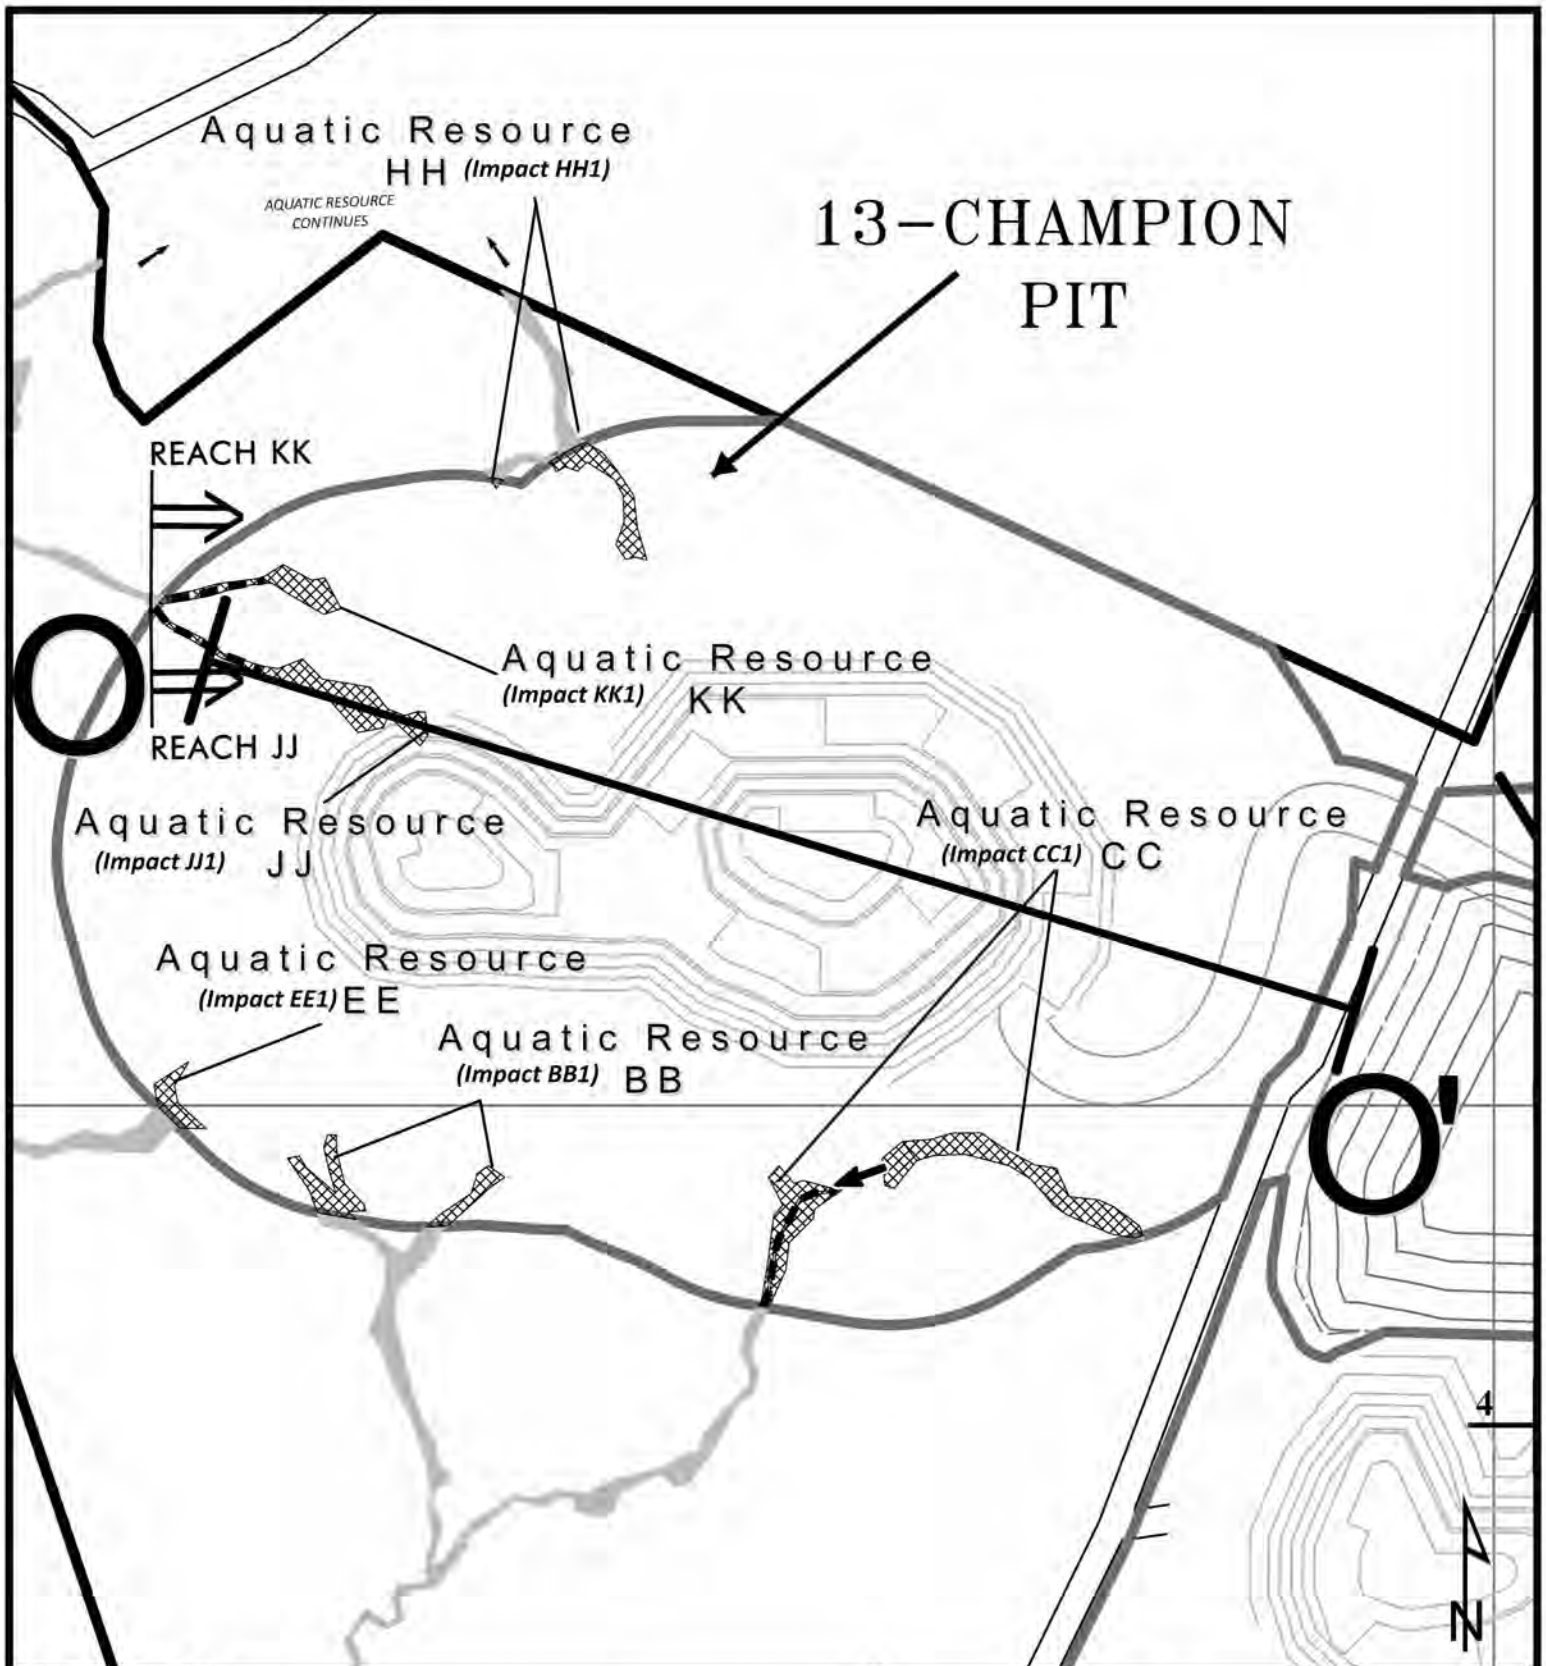 Aquatic Resource
HH (Impact HH1)
AQUATIC RESOURCE
CONTINUES
13-CHAMPION
PIT
REACH KK
O
REACH JJ
Aquatic Resource
(Impact KK1) KK
Aquatic Resource
(Impact JJ1) JJ
Aquatic Resource
(Impact CC1) CC
Aquatic Resource
(Impact EE1) EE
Aquatic Resource
(Impact BB1) BB
O'
4
N